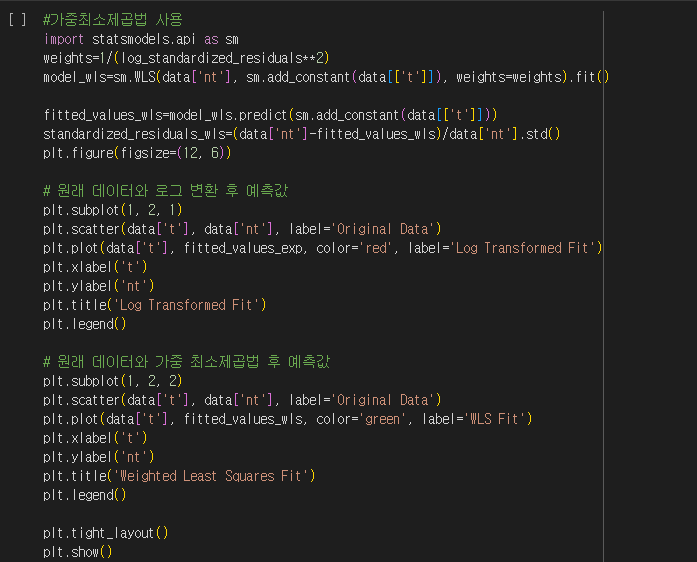 [ ] #가중최소제곱법 사용
import statsmodels.api as sm
weights=1/(log_standardized_residuals**2)
model_wls=sm.WLS(data['nt'], sm.add_constant(data[['t']]), weights=weights).fit()
fitted_values_wls=model_wls.predict(sm.add_constant(data[['t']]))
standardized_residuals_wls=(data['nt']-fitted_values_wls)/data['nt'].std()
plt.figure(figsize=(12, 6))
# 원래 데이터와 로그 변환 후 예측값
plt.subplot(1, 2, 1)
plt.scatter(data['t'], data['nt'], label='Original Data')
plt.plot(data['t'], fitted_values_exp, color='red', label='Log Transformed Fit')
plt.xlabel('t')
plt.ylabel('nt')
plt.title('Log Transformed Fit')
plt.legend()
# 원래 데이터와 가중 최소제곱법 후 예측값
plt.subplot(1, 2, 2)
plt.scatter(data['t'], data['nt'], label='Original Data')
plt.plot(data['t'], fitted_values_wls, color='green', label='WLS Fit')
plt.xlabel('t')
plt.ylabel('nt')
plt.title('Weighted Least Squares Fit')
plt.legend()
plt.tight_layout()
plt.show()